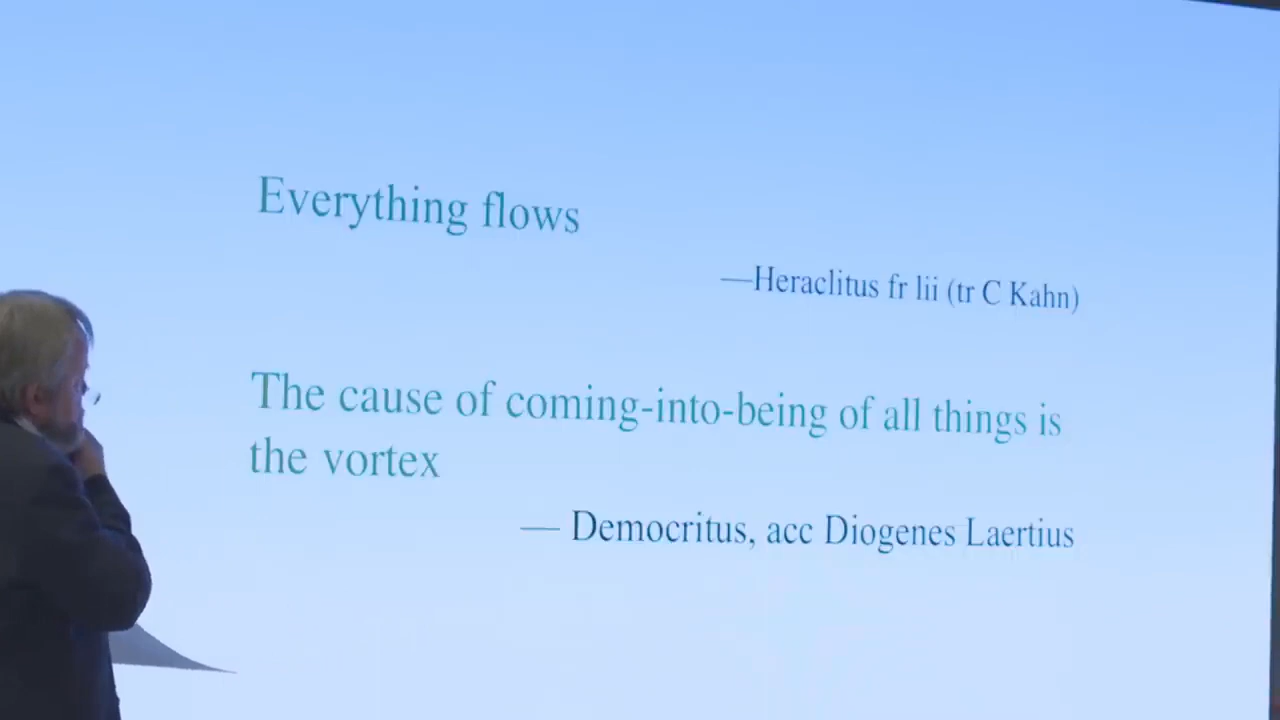 Everything flows
—Heraclitus fr lii (tr C Kahn)
The cause of coming-into-being of all things is
the vortex
— Democritus, acc Diogenes Laertius